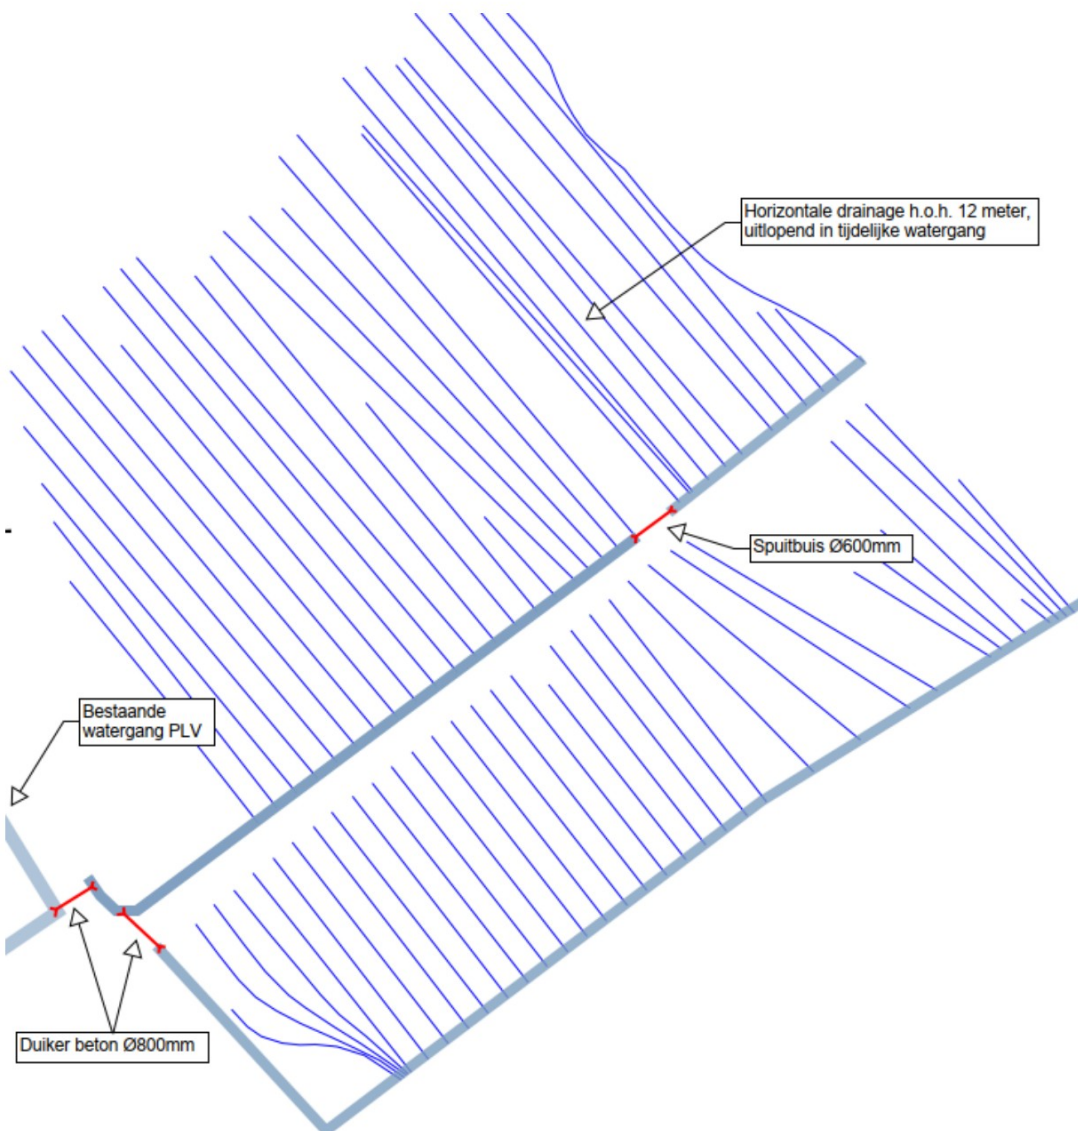 Horizontale drainage h.o.h. 12 meter,
uitlopend in tijdelijke watergang
Spuitbuis Ø600mm
Bestaande
watergang PLV
Duiker beton Ø800mm